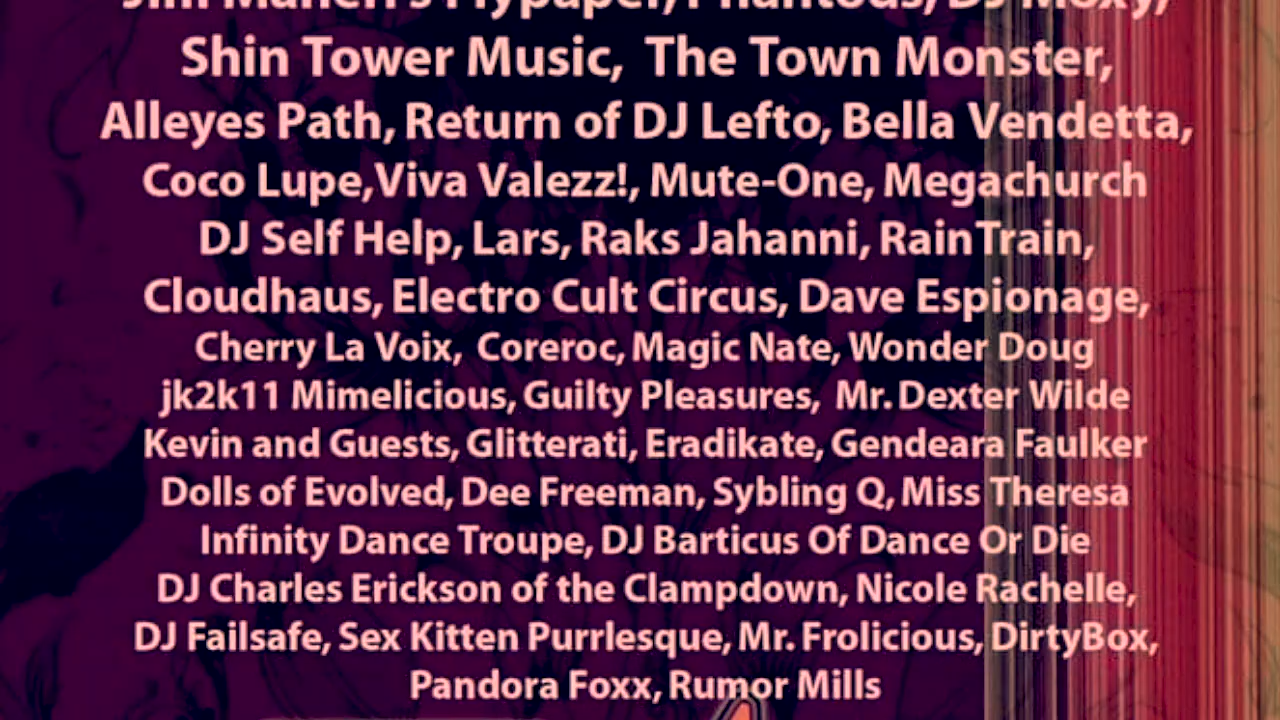 Phantods, DJ Moxy,
Shin Tower Music, The Town Monster,
Alleyes Path, Return of DJ Lefto, Bella Vendetta,
Coco Lupe,Viva Valezz!, Mute-One, Megachurch
DJ Self Help, Lars, Raks Jahanni, RainTrain,
Cloudhaus, Electro Cult Circus, Dave Espionage,
Cherry La Voix, Coreroc, Magic Nate, Wonder Doug
jk2k11 Mimelicious, Guilty Pleasures, Mr. Dexter Wilde
Kevin and Guests, Glitterati, Eradikate, Gendeara Faulker
Dolls of Evolved, Dee Freeman, Sybling Q, Miss Theresa
Infinity Dance Troupe, DJ Barticus Of Dance Or Die
DJ Charles Erickson of the Clampdown, Nicole Rachelle,
DJ Failsafe, Sex Kitten Purrlesque, Mr. Frolicious, DirtyBox,
Pandora Foxx, Rumor Mills